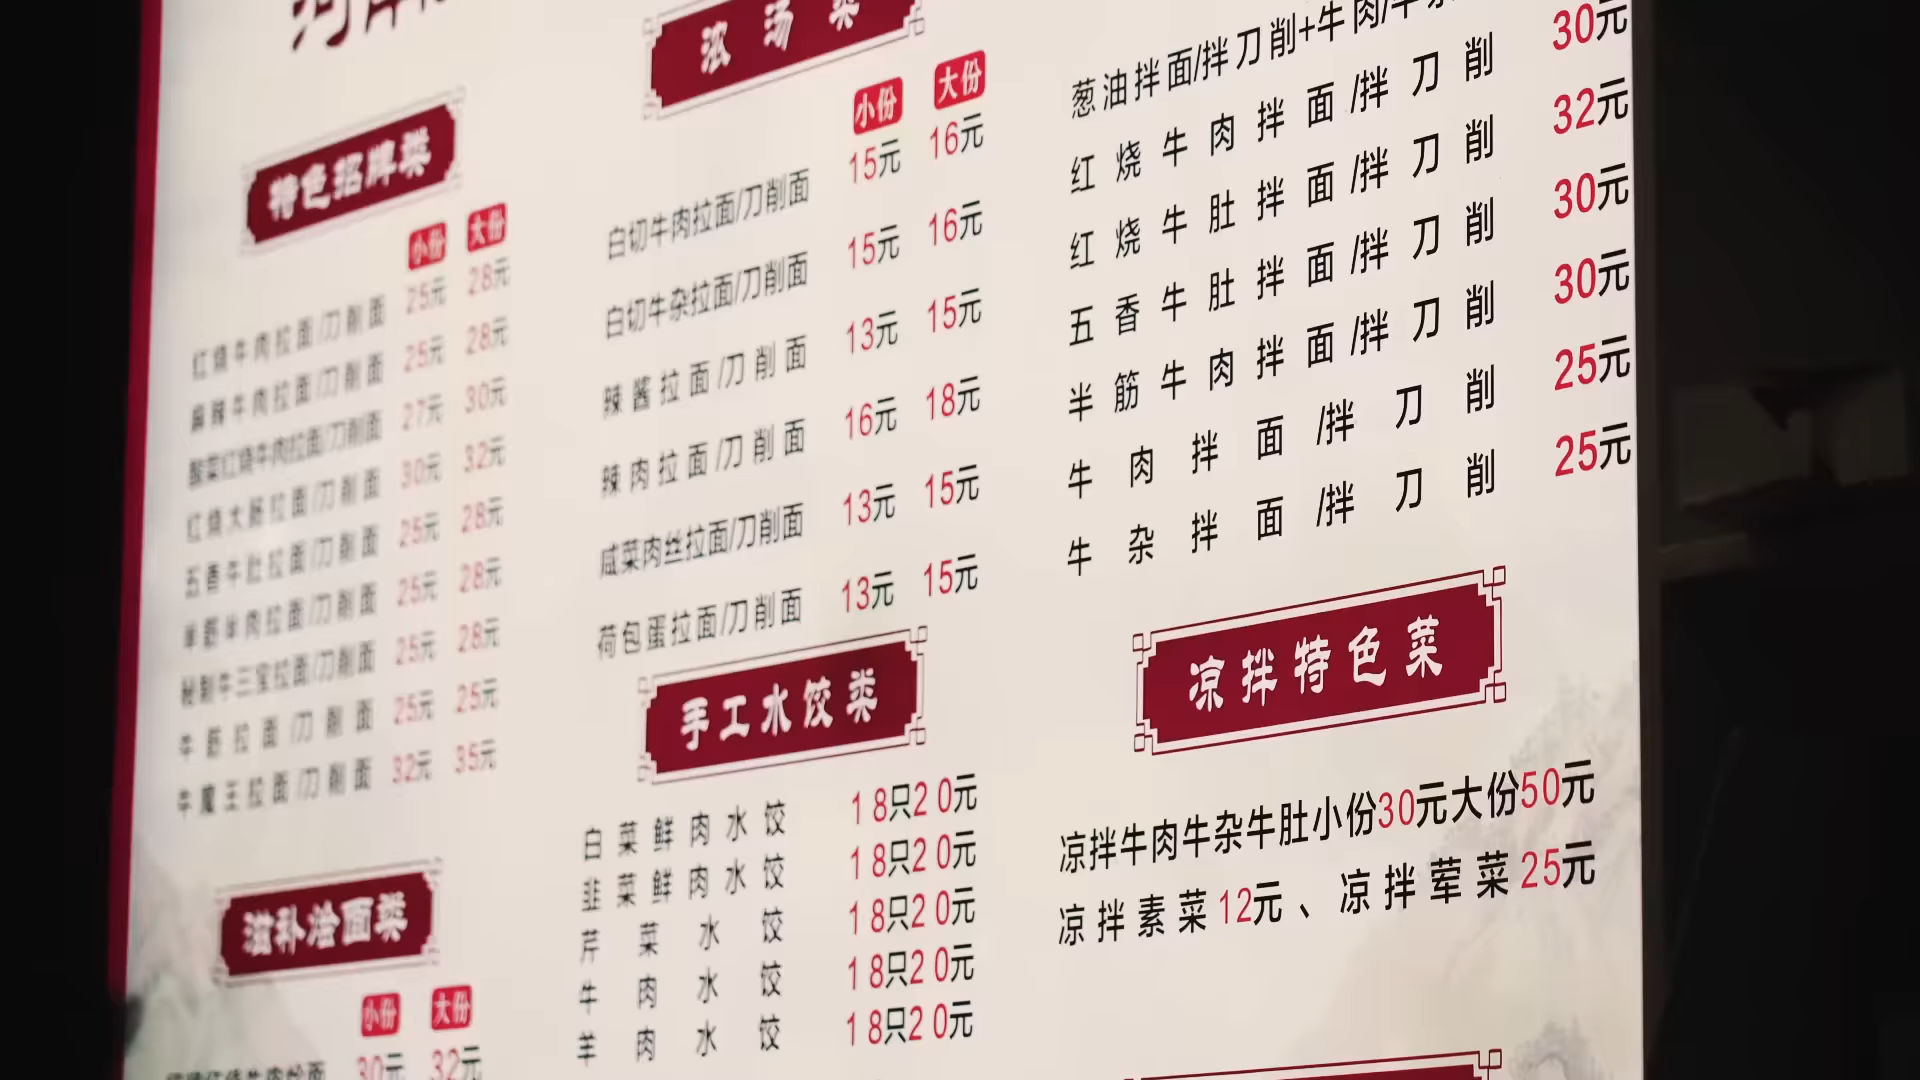 特色招牌类
小份 大份
红烧牛肉拉面/刀削面 25元 28元
麻辣牛肉拉面/刀削面 25元 28元
酸菜红烧牛肉拉面/刀削面 27元 30元
红烧大肠拉面/刀削面 30元 32元
五香牛肚拉面/刀削面 25元 28元
半筋半肉拉面/刀削面 25元 28元
秘制牛三宝拉面/刀削面 25元 28元
牛筋拉面/刀削面 25元 25元
牛魔王拉面/刀削面 32元 35元
滋补烩面类
小份 大份
30元 32元
浓汤类
小份 大份
白切牛肉拉面/刀削面 15元 16元
白切牛杂拉面/刀削面 15元 16元
辣酱拉面/刀削面 13元 15元
辣肉拉面/刀削面 16元 18元
咸菜肉丝拉面/刀削面 13元 15元
荷包蛋拉面/刀削面 13元 15元
手工水饺类
白菜鲜肉水饺 18只20元
韭菜鲜肉水饺 18只20元
芹菜水饺 18只20元
牛肉水饺 18只20元
羊肉水饺 18只20元
葱油拌面/拌刀削+牛肉/牛杂
红烧牛肉拌面/拌刀削 30元
红烧牛肚拌面/拌刀削 32元
五香牛肚拌面/拌刀削 30元
半筋牛肉拌面/拌刀削 30元
牛肉拌面/拌刀削 25元
牛杂拌面/拌刀削 25元
凉拌特色菜
凉拌牛肉牛杂牛肚小份30元大份50元
凉拌素菜12元、凉拌荤菜25元